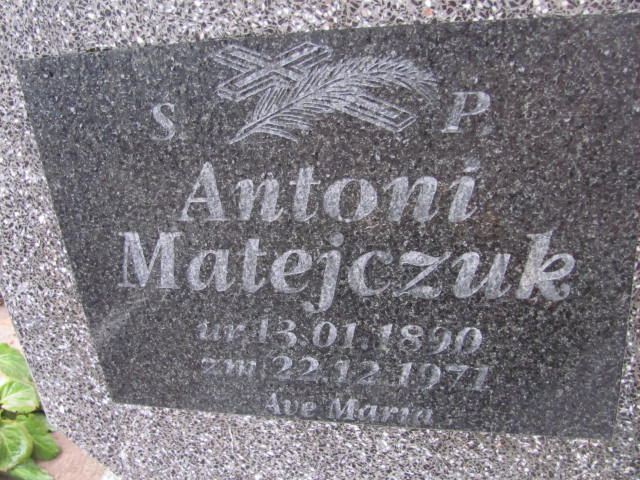 S. P.
Antoni
Matejczuk
ur. 13.01.1890
zm. 22.12.1971
Ave Maria